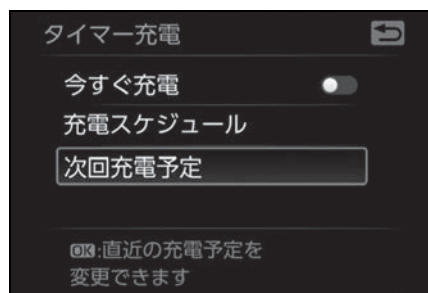 タイマー充電
今すぐ充電
充電スケジュール
次回充電予定
OK:直近の充電予定を
変更できます